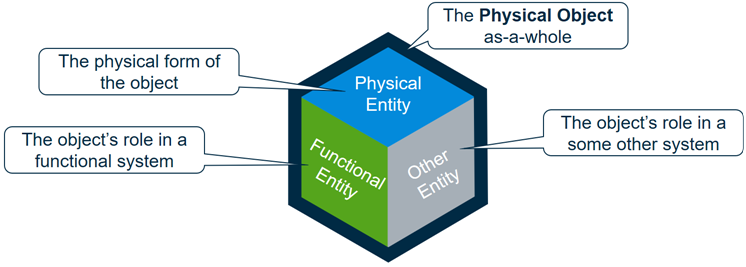 The Physical Object
as-a-whole
The physical form of
the object
Physical
Entity
The object's role in a
functional system
Functional
Entity
Other
Entity
The object's role in a
some other system